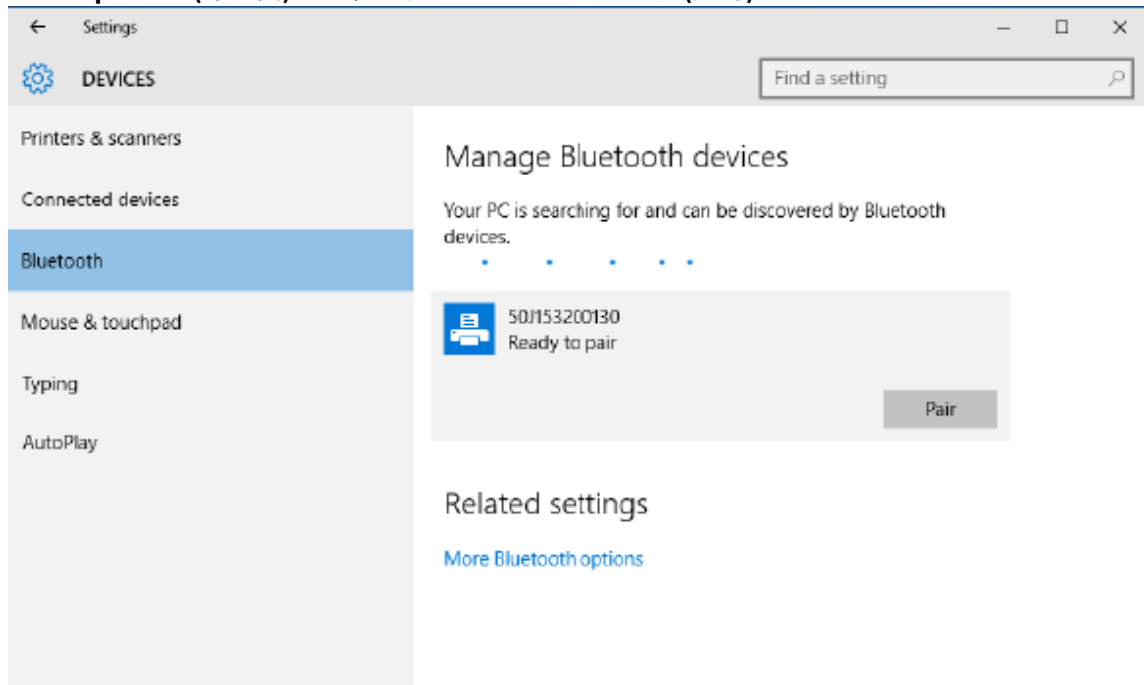 Settings
DEVICES
Find a setting
Printers & scanners
Connected devices
Bluetooth
Mouse & touchpad
Typing
AutoPlay
Manage Bluetooth devices
Your PC is searching for and can be discovered by Bluetooth
devices.
50J153200130
Ready to pair
Pair
Related settings
More Bluetooth options